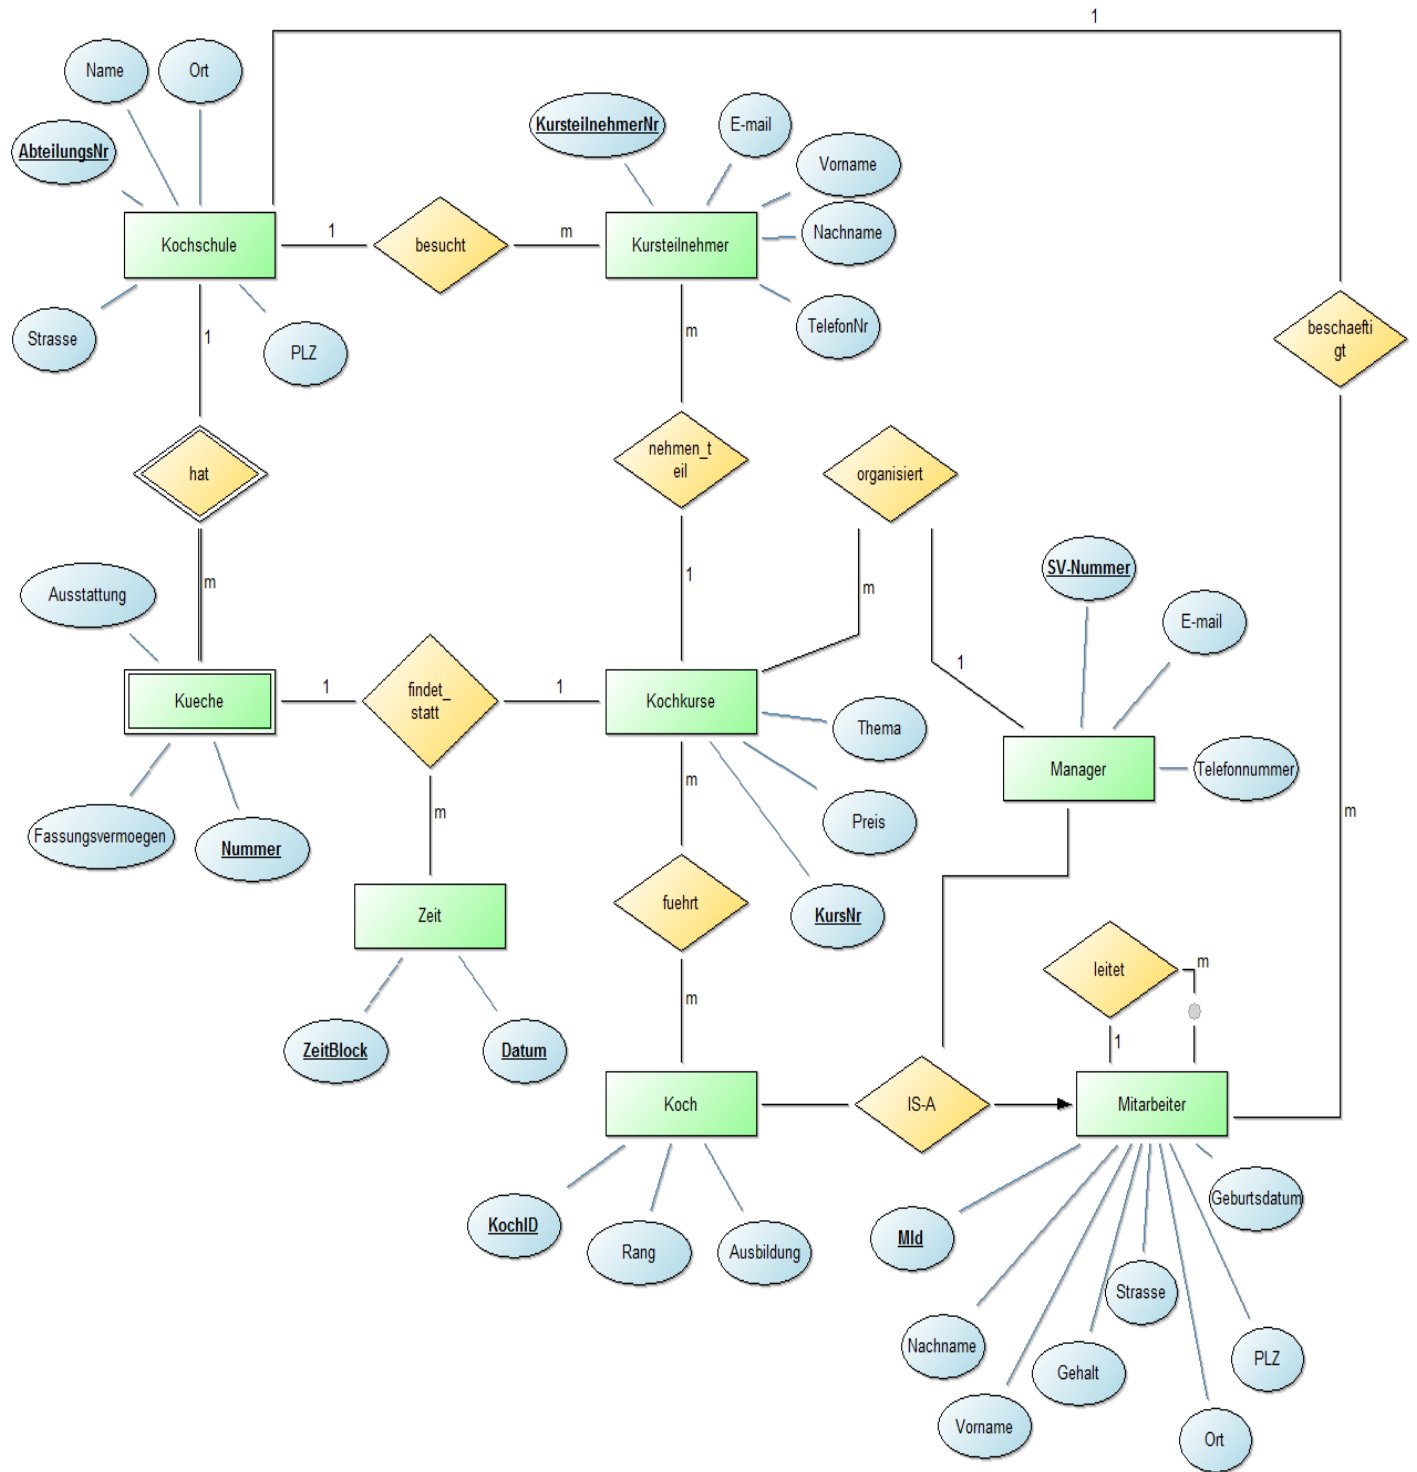 1
Name
Ort
KursteilnehmerNr
E-mail
AbteilungsNr
Vorname
Kochschule
1
besucht
m
Kursteilnehmer
Nachname
Strasse
PLZ
1
m
TelefonNr
beschaefti
gt
hat
nehmen_t
eil
organisiert
m
Ausstattung
1
m
SV-Nummer
E-mail
1
Kueche
1
findet_
statt
1
Kochkurse
Thema
Manager
Telefonnummer
m
m
Preis
m
Fassungsvermoegen
Nummer
Zeit
fuehrt
KursNr
leitet
m
ZeitBlock
Datum
m
1
Koch
IS-A
Mitarbeiter
KochID
Rang
Ausbildung
MId
Geburtsdatum
Strasse
Nachname
Gehalt
PLZ
Vorname
Ort